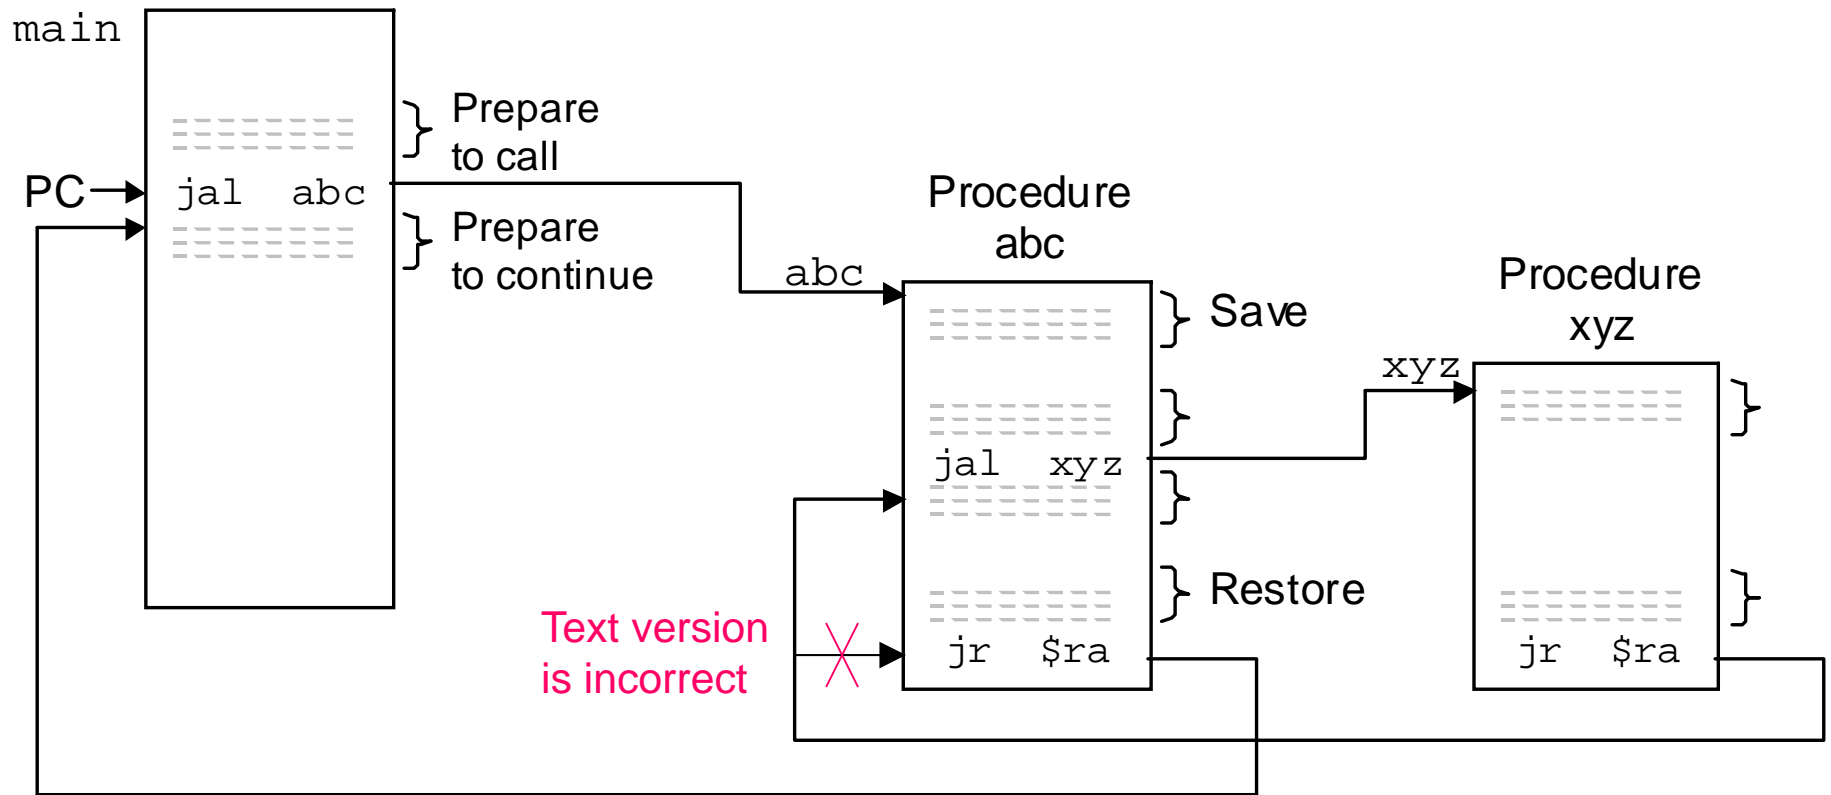 main
Prepare
to call
PC
jal abc
Prepare
to continue
abc
Procedure
abc
Save
jal xyz
Restore
jr $ra
Text version
is incorrect
Procedure
xyz
xyz
jr $ra